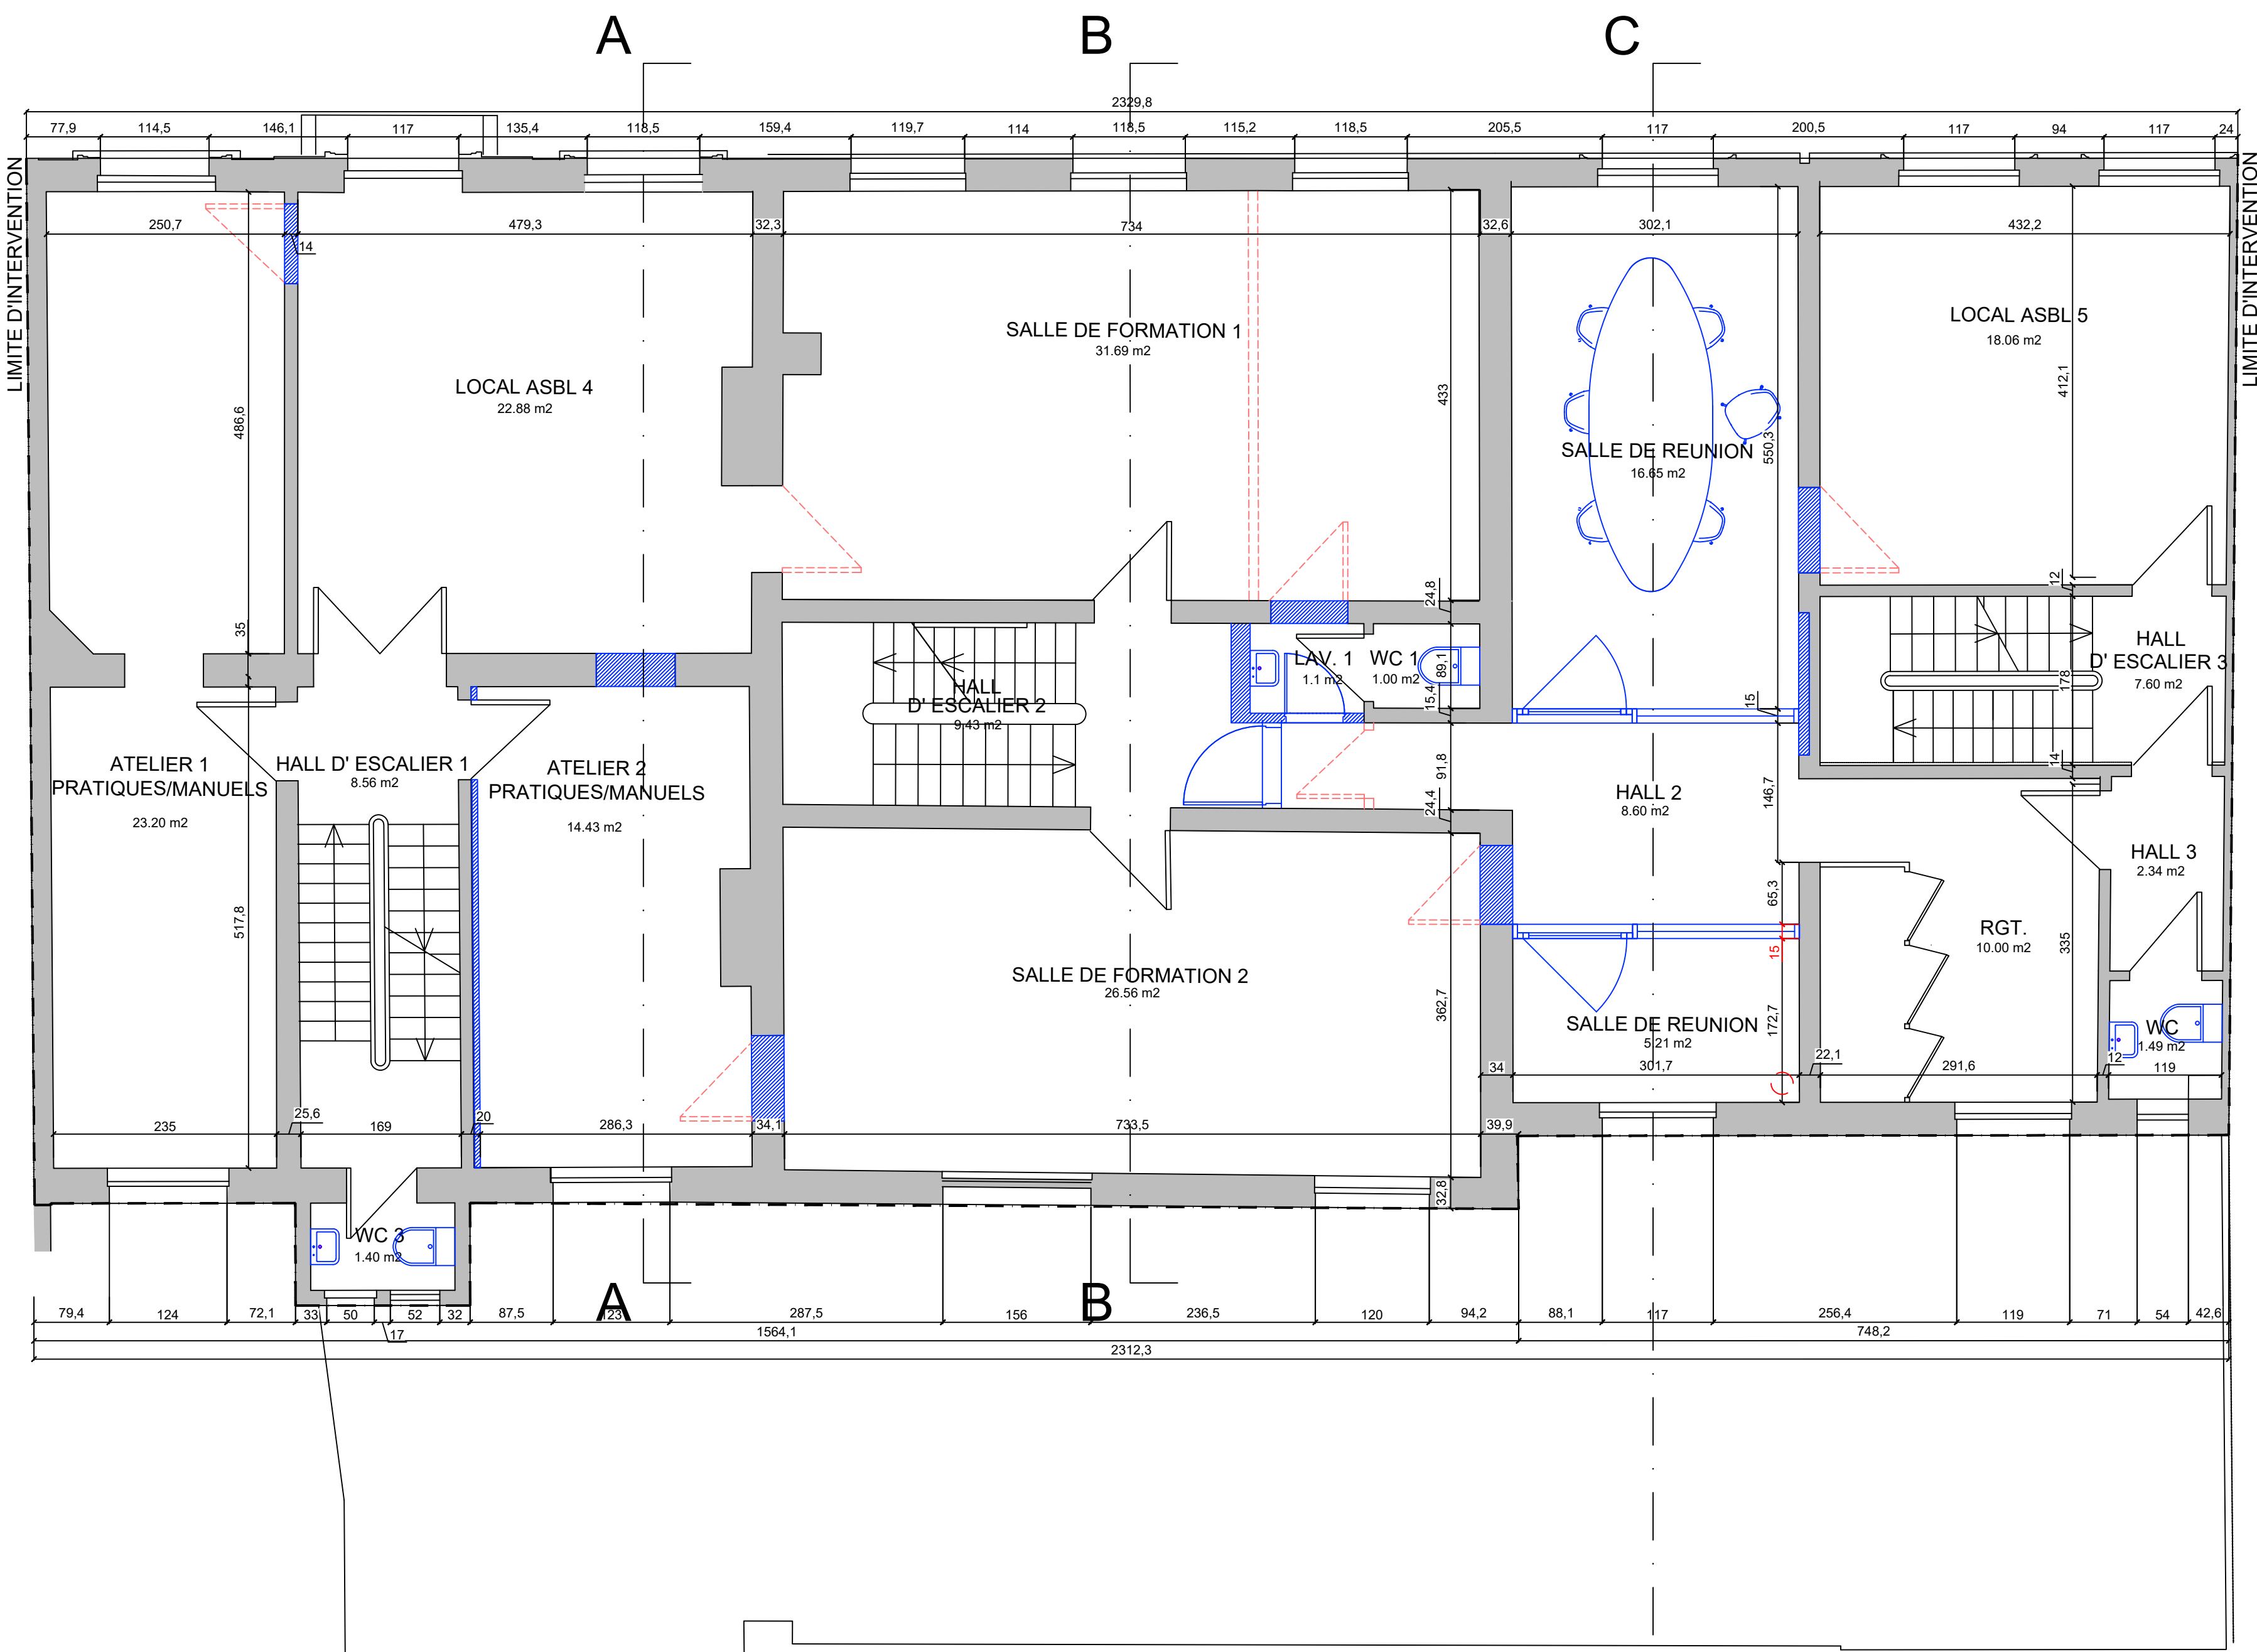 A
B
C
2329,8
77,9 114,5 146,1 117 135,4 118,5 159,4 119,7 114 118,5 115,2 118,5 205,5 117 200,5 117 94 117 24
LIMITE D'INTERVENTION
LIMITE D'INTERVENTION
250,7 14 479,3 32,3 734 32,6 302,1 432,2
SALLE DE FORMATION 1
31.69 m2
LOCAL ASBL 5
18.06 m2
LOCAL ASBL 4
22.88 m2
486,6
433
550,3
412,1
SALLE DE REUNION
16.65 m2
35
24,8
12
HALL
D' ESCALIER 3
7.60 m2
178
LAV. 1
1.1 m2
WC 1
1.00 m2
89,1
15,4
15
HALL
D' ESCALIER 2
9.43 m2
14
ATELIER 1
PRATIQUES/MANUELS
23.20 m2
HALL D' ESCALIER 1
8.56 m2
ATELIER 2
PRATIQUES/MANUELS
14.43 m2
91,8
24,4
HALL 2
8.60 m2
146,7
HALL 3
2.34 m2
65,3
517,8
SALLE DE FORMATION 2
26.56 m2
RGT.
10.00 m2
335
15
362,7
172,7
SALLE DE REUNION
5.21 m2
WC
1.49 m2
34 301,7 22,1 291,6 12 119
235 25,6 169 20 286,3 34,1 733,5 39,9
32,8
WC 3
1.40 m2
A
B
79,4 124 72,1 33 50 17 52 32 87,5 123 287,5 156 236,5 120 94,2 88,1 117 256,4 119 71 54 42,6
1564,1 748,2
2312,3